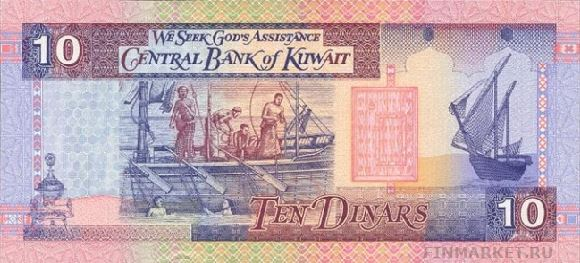 10
WE SEEK GOD'S ASSISTANCE
CENTRAL BANK of KUWAIT
TEN DINARS
10
FINMARKET.RU